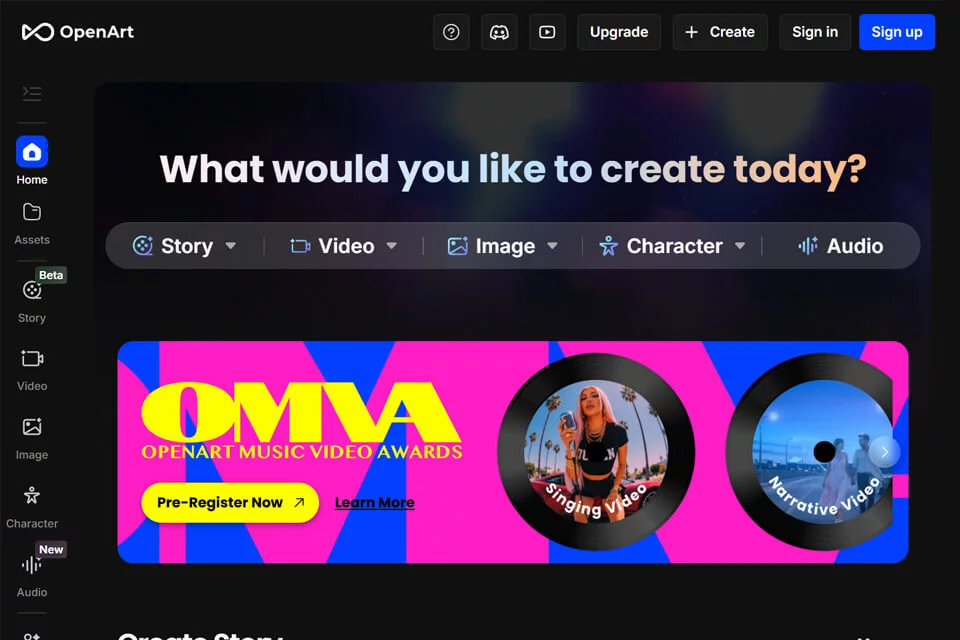 OpenArt
Upgrade
Create
Sign in
Sign up
Home
Assets
Beta
Story
Video
Image
Character
New
Audio
What would you like to create today?
Story
Video
Image
Character
Audio
OMVA
OPENART MUSIC VIDEO AWARDS
Pre-Register Now
Learn More
Singing Video
Narrative Video
Create Story